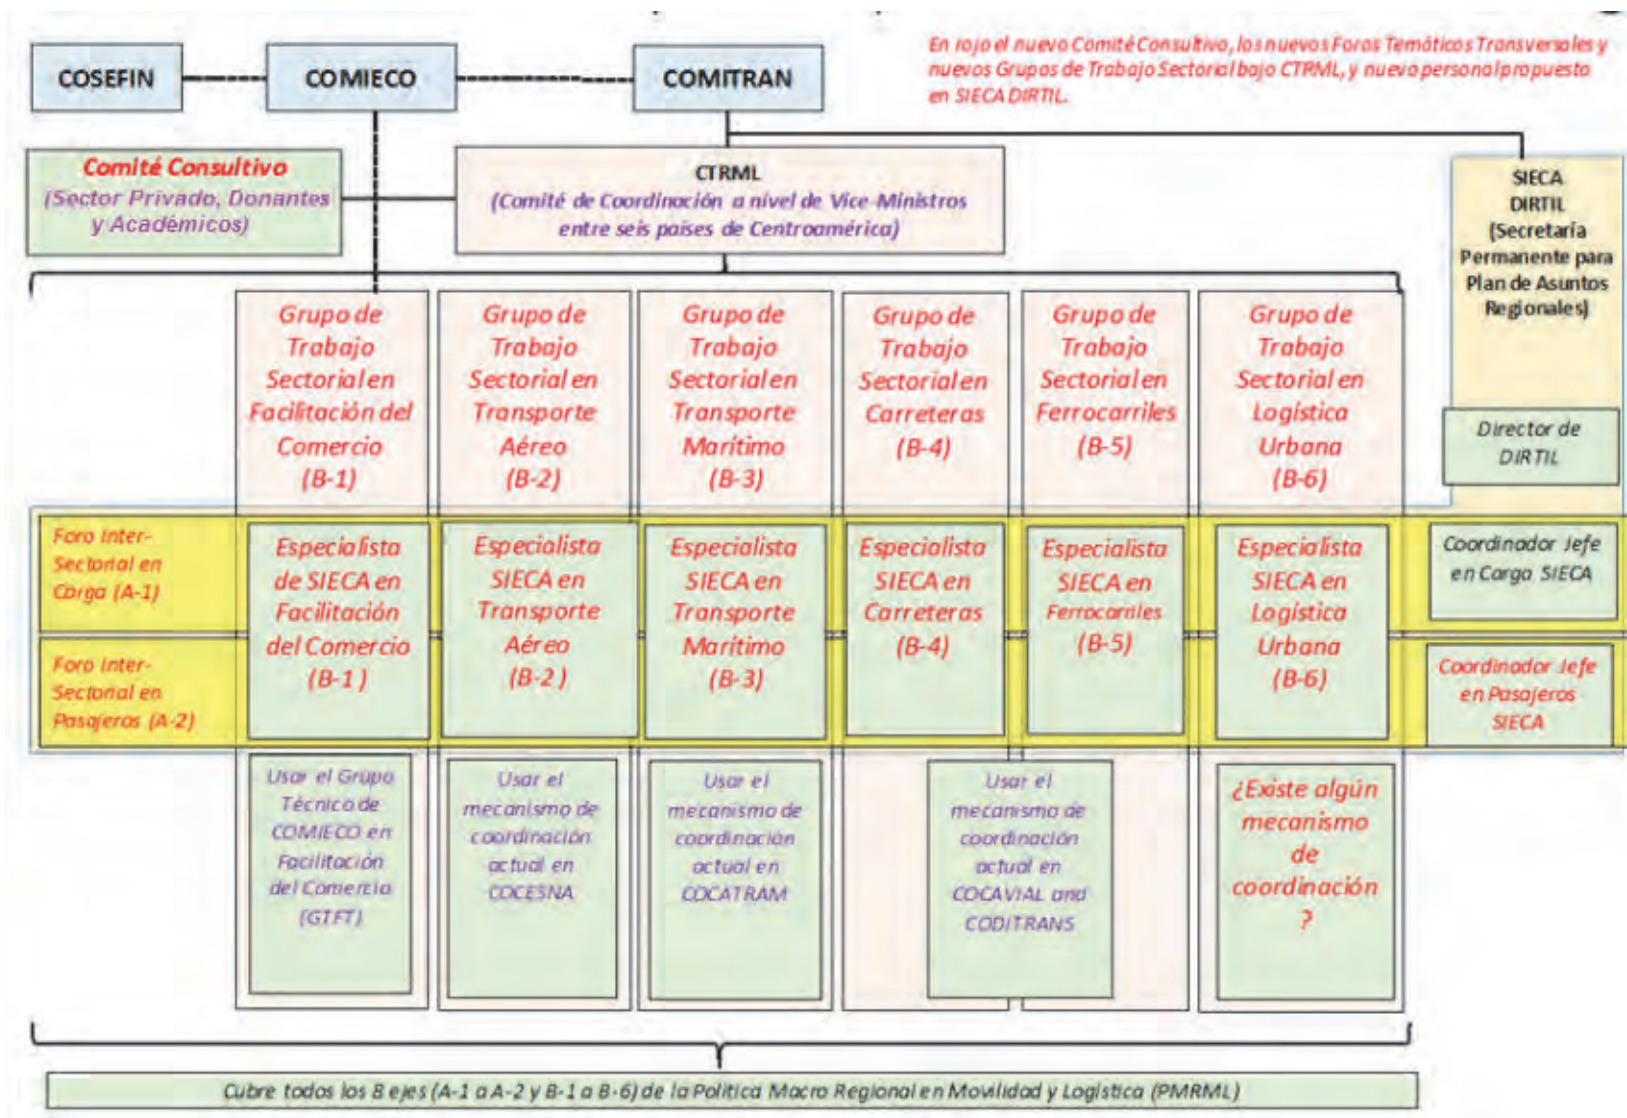 COSEFIN
COMIECO
COMITRAN
En rojo el nuevo Comité Consultivo, los nuevos Foros Temáticos Transversales y
nuevos Grupos de Trabajo Sectorial bajo CTRML, y nuevo personal propuesto
en SIECA DIRTIL.
Comité Consultivo
(Sector Privado, Donantes
y Académicos)
CTRML
(Comité de Coordinación a nivel de Vice-Ministros
entre seis países de Centroamérica)
SIECA
DIRTIL
(Secretaría
Permanente para
Plan de Asuntos
Regionales)
Grupo de
Trabajo
Sectorial en
Facilitación del
Comercio
(B-1)
Grupo de
Trabajo
Sectorial en
Transporte
Aéreo
(B-2)
Grupo de
Trabajo
Sectorial en
Transporte
Marítimo
(B-3)
Grupo de
Trabajo
Sectorial en
Carreteras
(B-4)
Grupo de
Trabajo
Sectorial en
Ferrocarriles
(B-5)
Grupo de
Trabajo
Sectorial en
Logística
Urbana
(B-6)
Director de
DIRTIL
Foro Inter-
Sectorial en
Carga (A-1)
Foro Inter-
Sectorial en
Pasajeros (A-2)
Especialista
de SIECA en
Facilitación
del Comercio
(B-1 )
Especialista
SIECA en
Transporte
Aéreo
(B-2 )
Especialista
SIECA en
Transporte
Marítimo
(B-3)
Especialista
SIECA en
Carreteras
(B-4)
Especialista
SIECA en
Ferrocarriles
(B-5)
Especialista
SIECA en
Logística
Urbana
(B-6)
Coordinador Jefe
en Carga SIECA
Coordinador Jefe
en Pasajeros
SIECA
Usar el Grupo
Técnico de
COMIECO en
Facilitación
del Comercio
(GTFT)
Usar el
mecanismo de
coordinación
actual en
COCESNA
Usar el
mecanismo de
coordinación
actual en
COCATRAM
Usar el
mecanismo de
coordinación
actual en
COCAVIAL and
CODITRANS
¿Existe algún
mecanismo
de
coordinación
?
Cubre todos los 8 ejes (A-1 a A-2 y B-1 a B-6) de la Política Macro Regional en Movilidad y Logística (PMRML)